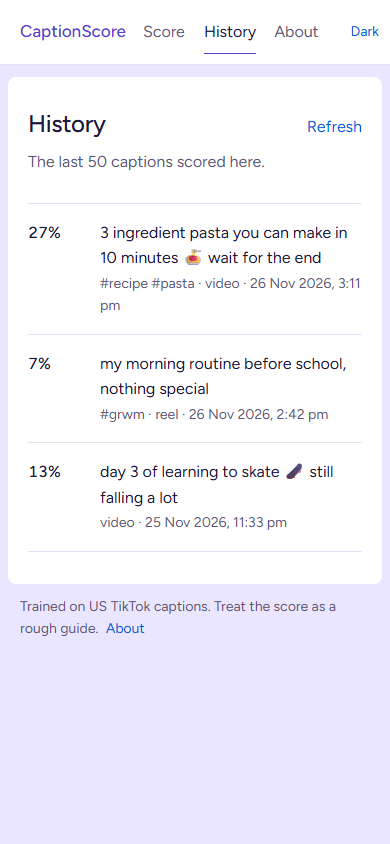 CaptionScore Score History About Dark
History Refresh
The last 50 captions scored here.
27% 3 ingredient pasta you can make in
10 minutes 🍝 wait for the end
#recipe #pasta · video · 26 Nov 2026, 3:11
pm
7% my morning routine before school,
nothing special
#grwm · reel · 26 Nov 2026, 2:42 pm
13% day 3 of learning to skate 🛹 still
falling a lot
video · 25 Nov 2026, 11:33 pm
Trained on US TikTok captions. Treat the score as a
rough guide. About